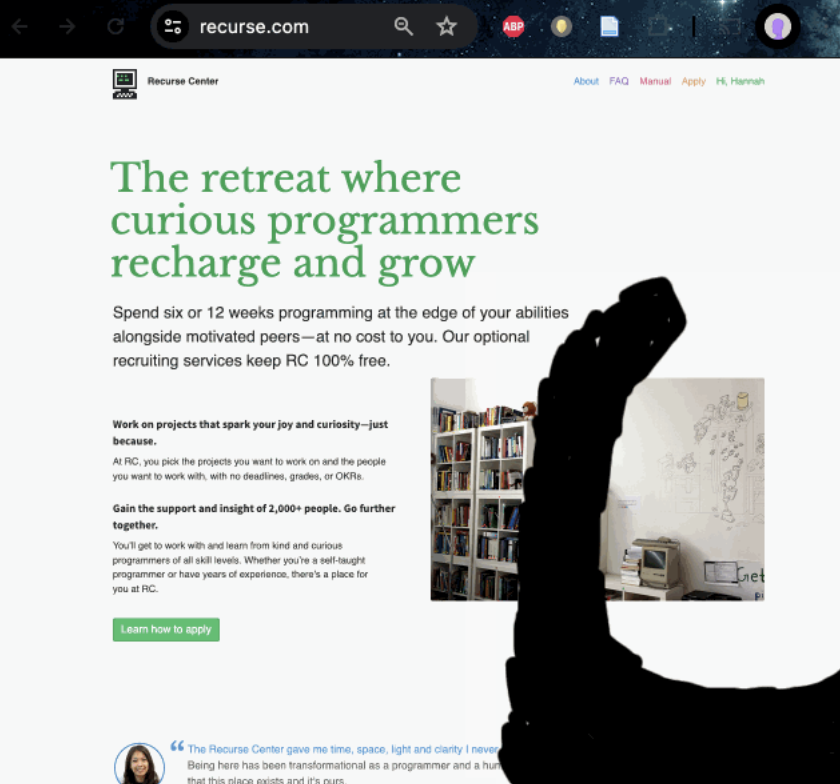 recurse.com
ABP
Recurse Center
About FAQ Manual Apply Hi, Hannah
The retreat where
curious programmers
recharge and grow
Spend six or 12 weeks programming at the edge of your abilities
alongside motivated peers—at no cost to you. Our optional
recruiting services keep RC 100% free.
Work on projects that spark your joy and curiosity—just
because.
At RC, you pick the projects you want to work on and the people
you want to work with, with no deadlines, grades, or OKRs.
Gain the support and insight of 2,000+ people. Go further
together.
You'll get to work with and learn from kind and curious
programmers of all skill levels. Whether you're a self-taught
programmer or have years of experience, there's a place for
you at RC.
Get
Learn how to apply
“ The Recurse Center gave me time, space, light and clarity I never
Being here has been transformational as a programmer and a hum
that this place exists and it's ours.